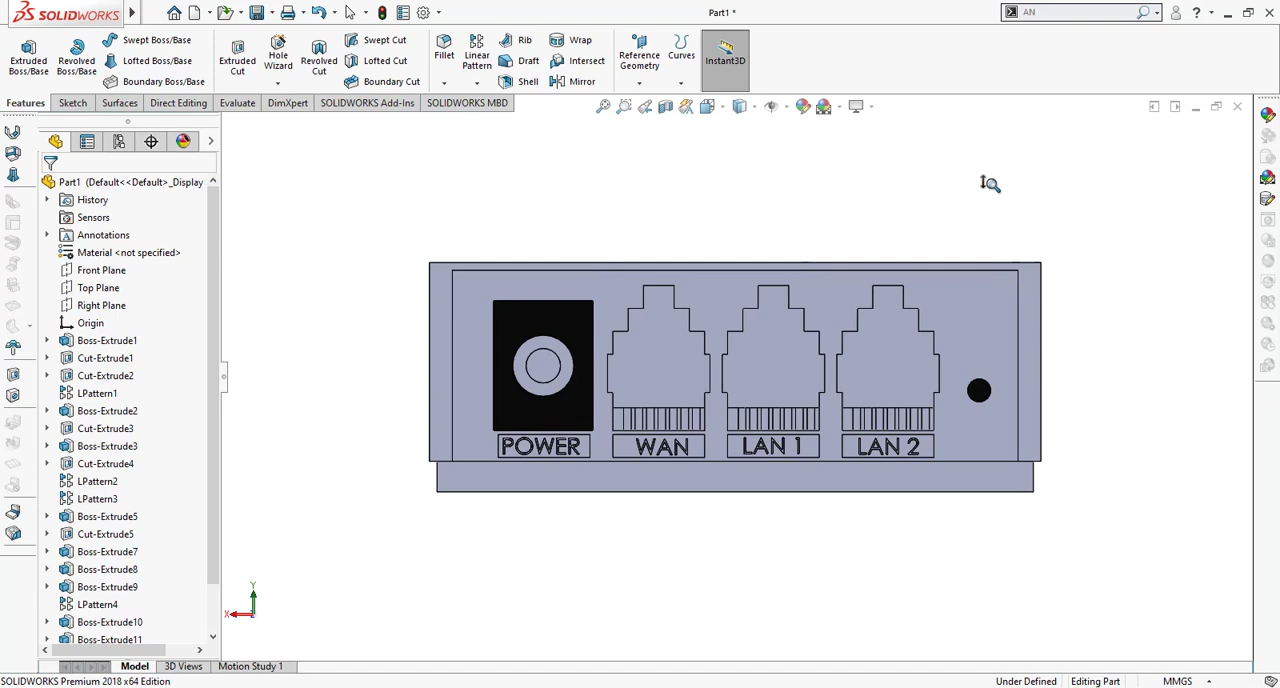 SOLIDWORKS
Part1 *
AN
Extruded Boss/Base
Revolved Boss/Base
Swept Boss/Base
Lofted Boss/Base
Boundary Boss/Base
Extruded Cut
Hole Wizard
Revolved Cut
Swept Cut
Lofted Cut
Boundary Cut
Fillet
Linear Pattern
Rib
Draft
Shell
Wrap
Intersect
Mirror
Reference Geometry
Curves
Instant3D
Features
Sketch
Surfaces
Direct Editing
Evaluate
DimXpert
SOLIDWORKS Add-Ins
SOLIDWORKS MBD
Part1 (Default<<Default>_Display
History
Sensors
Annotations
Material <not specified>
Front Plane
Top Plane
Right Plane
Origin
Boss-Extrude1
Cut-Extrude1
Cut-Extrude2
LPattern1
Boss-Extrude2
Cut-Extrude3
Boss-Extrude3
Cut-Extrude4
LPattern2
LPattern3
Boss-Extrude5
Cut-Extrude5
Boss-Extrude7
Boss-Extrude8
Boss-Extrude9
LPattern4
Boss-Extrude10
Boss-Extrude11
POWER WAN LAN 1 LAN 2
Y
X
Model
3D Views
Motion Study 1
SOLIDWORKS Premium 2018 x64 Edition
Under Defined
Editing Part
MMGS